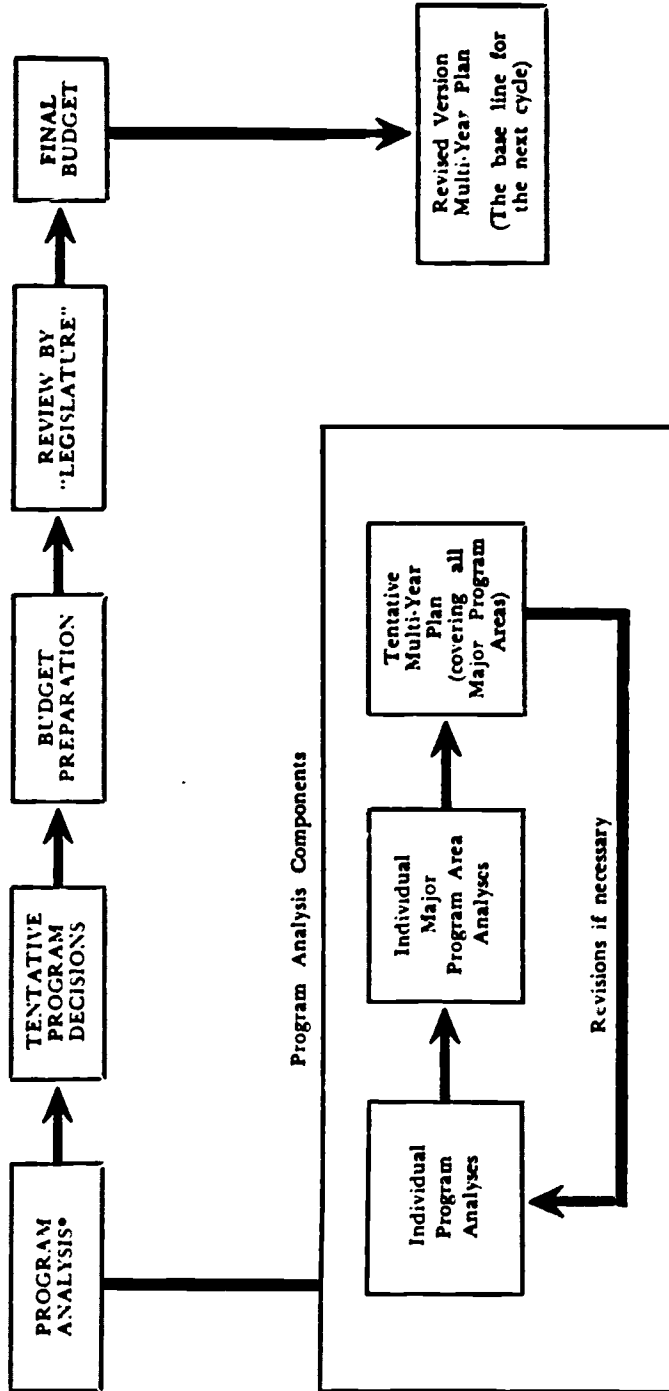 PROGRAM
ANALYSIS*
TENTATIVE
PROGRAM
DECISIONS
BUDGET
PREPARATION
REVIEW BY
"LEGISLATURE"
FINAL
BUDGET
Revised Version
Multi-Year Plan
(The base line for
the next cycle)
Program Analysis Components
Individual
Program
Analyses
Individual
Major
Program Area
Analyses
Tentative
Multi-Year
Plan
(covering all
Major Program
Areas)
Revisions if necessary